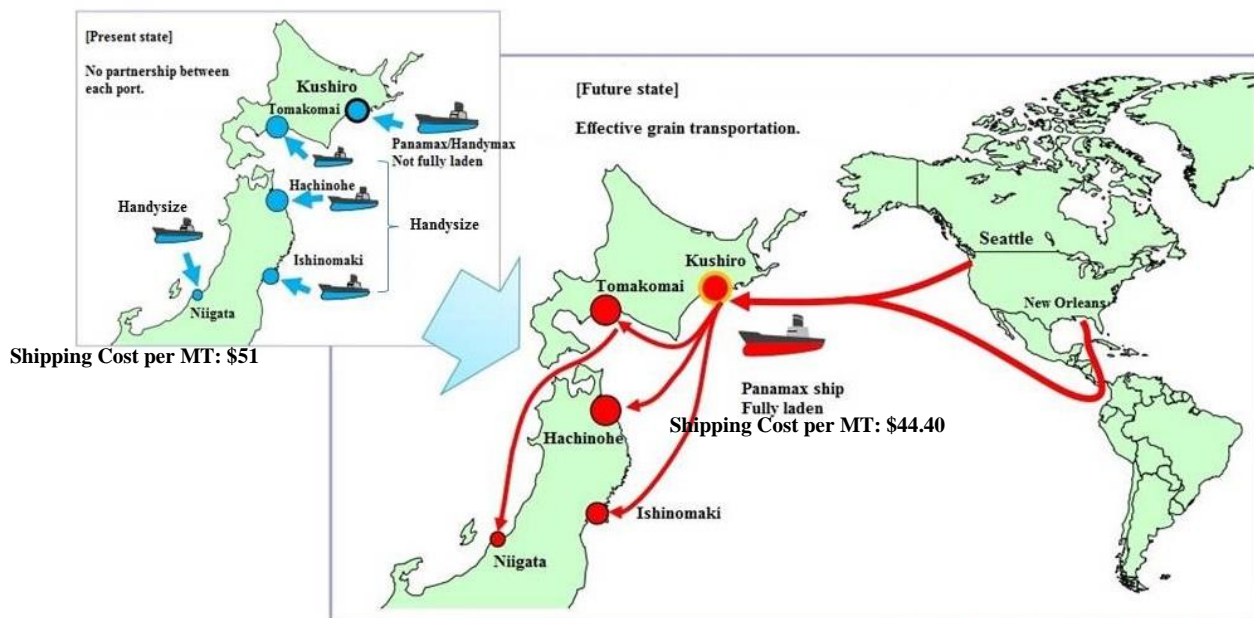 [Present state]
No partnership between
each port.
Kushiro
Tomakomai
Panamax/Handymax
Not fully laden
Hachinohe
Handysize
Handysize
Ishinomaki
Niigata
Shipping Cost per MT: $51
[Future state]
Effective grain transportation.
Seattle
New Orleans
Kushiro
Tomakomai
Panamax ship
Fully laden
Shipping Cost per MT: $44.40
Hachinohe
Ishinomaki
Niigata